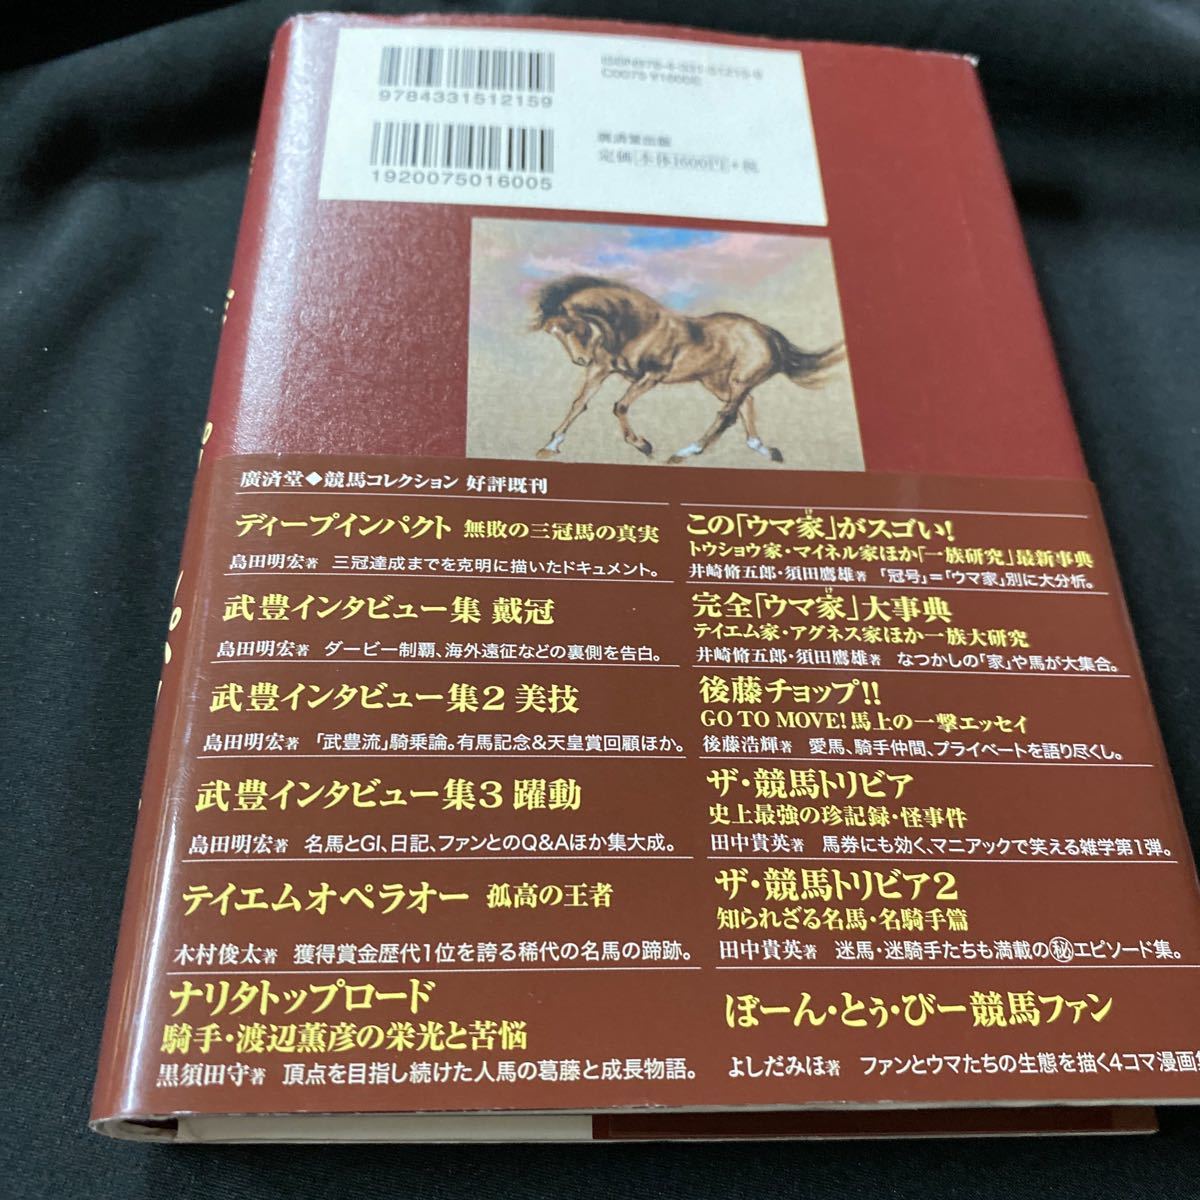 9784331512159
ISBN978-4-331-51215-9
C0075 ¥1600E
1920075016005
廣済堂出版
定価 本体1600円 +税
廣済堂◆競馬コレクション 好評既刊
ディープインパクト 無敗の三冠馬の真実
島田明宏著 三冠達成までを克明に描いたドキュメント。
武豊インタビュー集 戴冠
島田明宏著 ダービー制覇、海外遠征などの裏側を告白。
武豊インタビュー集2 美技
島田明宏著 「武豊流」騎乗論。有馬記念&天皇賞回顧ほか。
武豊インタビュー集3 躍動
島田明宏著 名馬とGI、日記、ファンとのQ&Aほか集大成。
テイエムオペラオー 孤高の王者
木村俊太著 獲得賞金歴代1位を誇る稀代の名馬の蹄跡。
ナリタトップロード
騎手・渡辺薫彦の栄光と苦悩
黒須田守著 頂点を目指し続けた人馬の葛藤と成長物語。
け
この「ウマ家」がスゴい!
トウショウ家・マイネル家ほか「一族研究」最新事典
井崎脩五郎・須田鷹雄著 「冠号」=「ウマ家」別に大分析。
け
完全「ウマ家」大事典
テイエム家・アグネス家ほか一族大研究
井崎脩五郎・須田鷹雄著 なつかしの「家」や馬が大集合。
後藤チョップ!!
GO TO MOVE!馬上の一撃エッセイ
後藤浩輝著 愛馬、騎手仲間、プライベートを語り尽くし。
ザ・競馬トリビア
史上最強の珍記録・怪事件
田中貴英著 馬券にも効く、マニアックで笑える雑学第1弾。
ザ・競馬トリビア2
知られざる名馬・名騎手篇
田中貴英著 迷馬・迷騎手たちも満載の㊙エピソード集。
ぼーん・とぅ・びー競馬ファン
よしだみほ著 ファンとウマたちの生態を描く4コマ漫画集